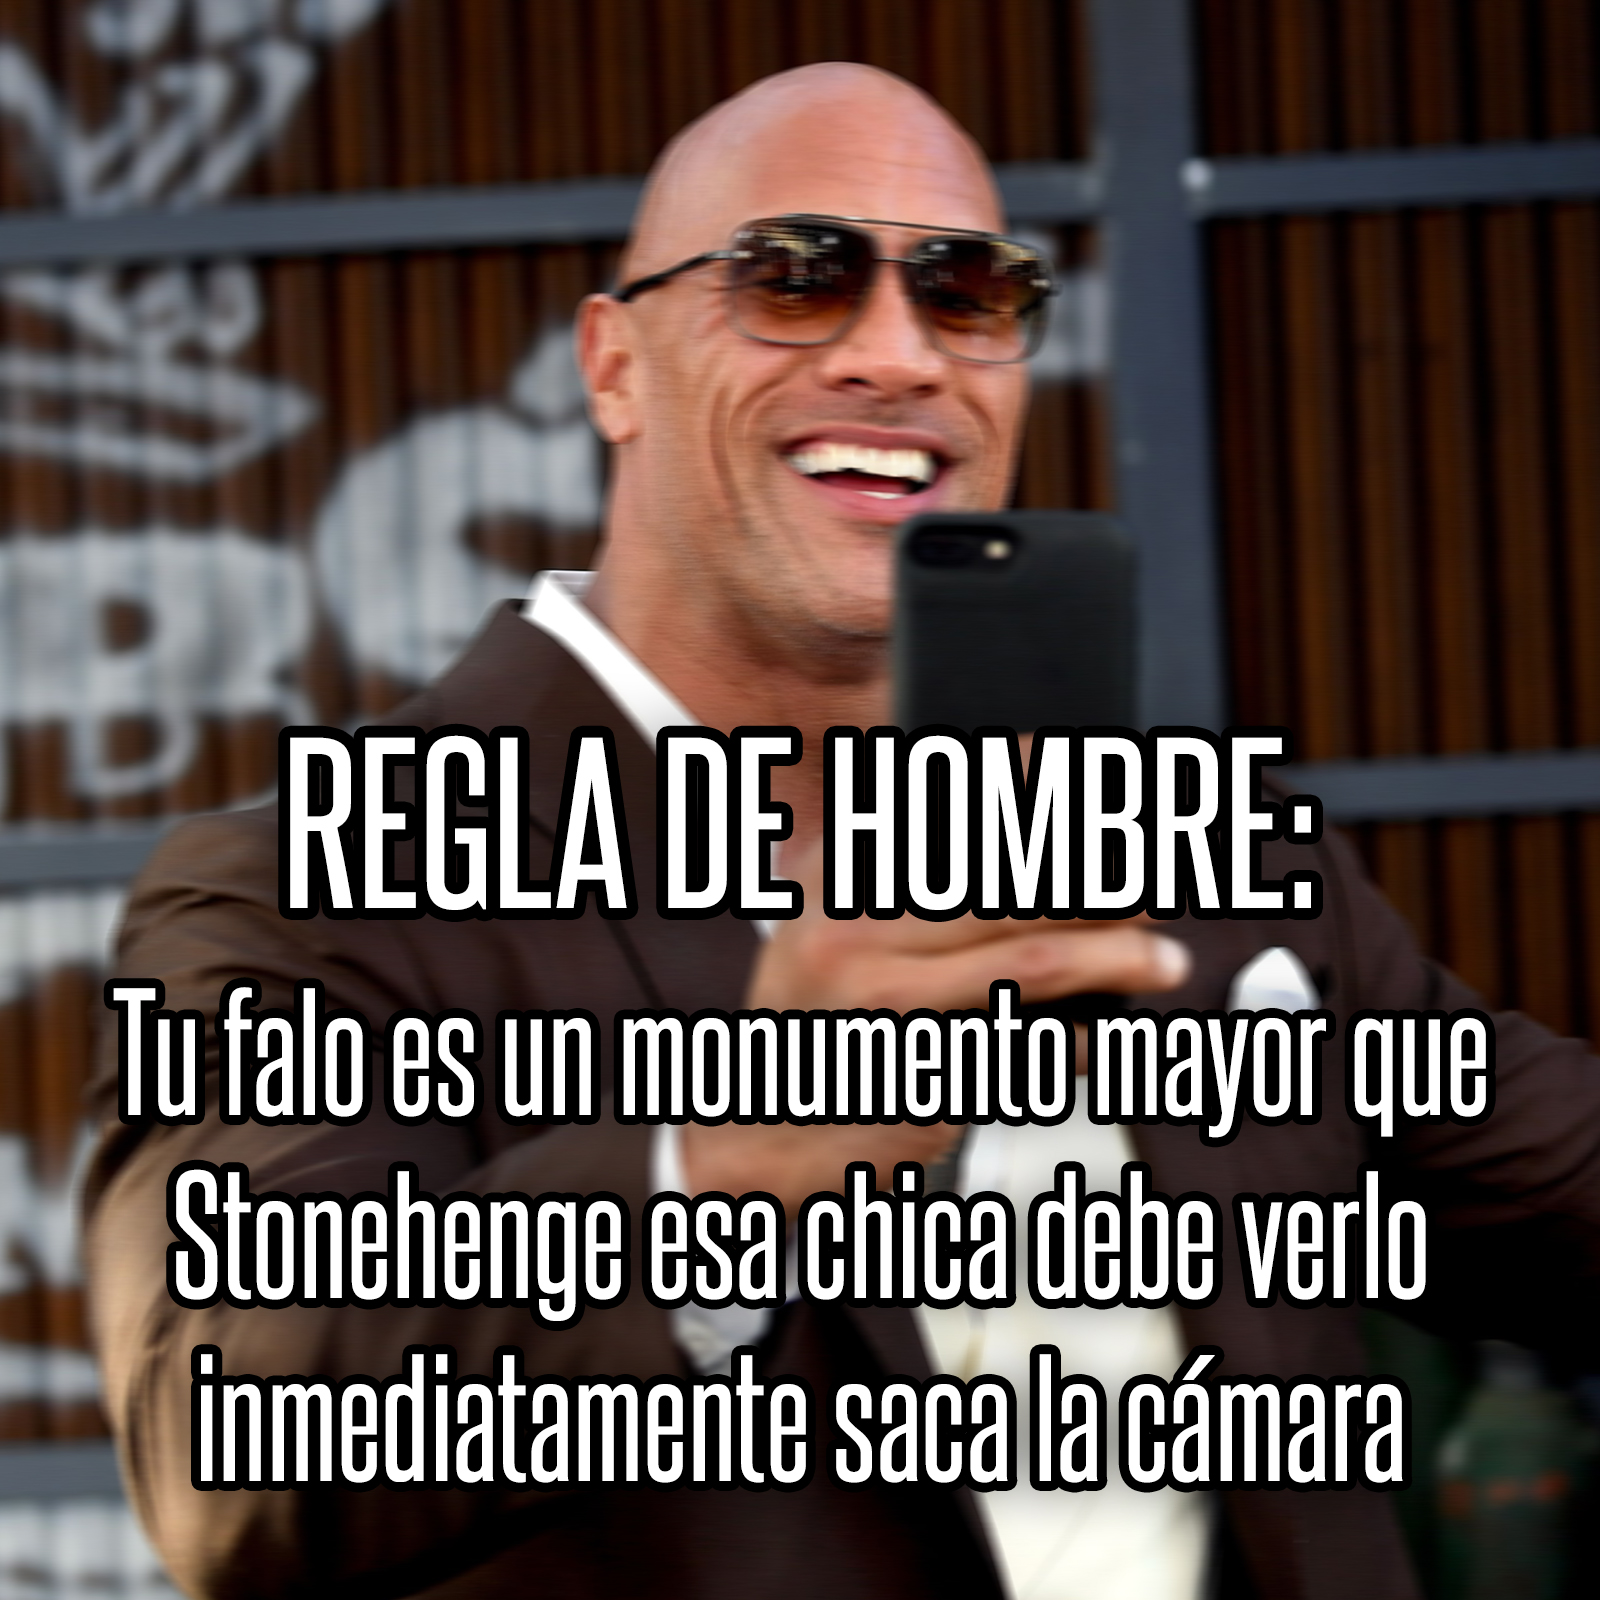 REGLA DE HOMBRE:
Tu falo es un monumento mayor que
Stonehenge esa chica debe verlo
inmediatamente saca la cámara